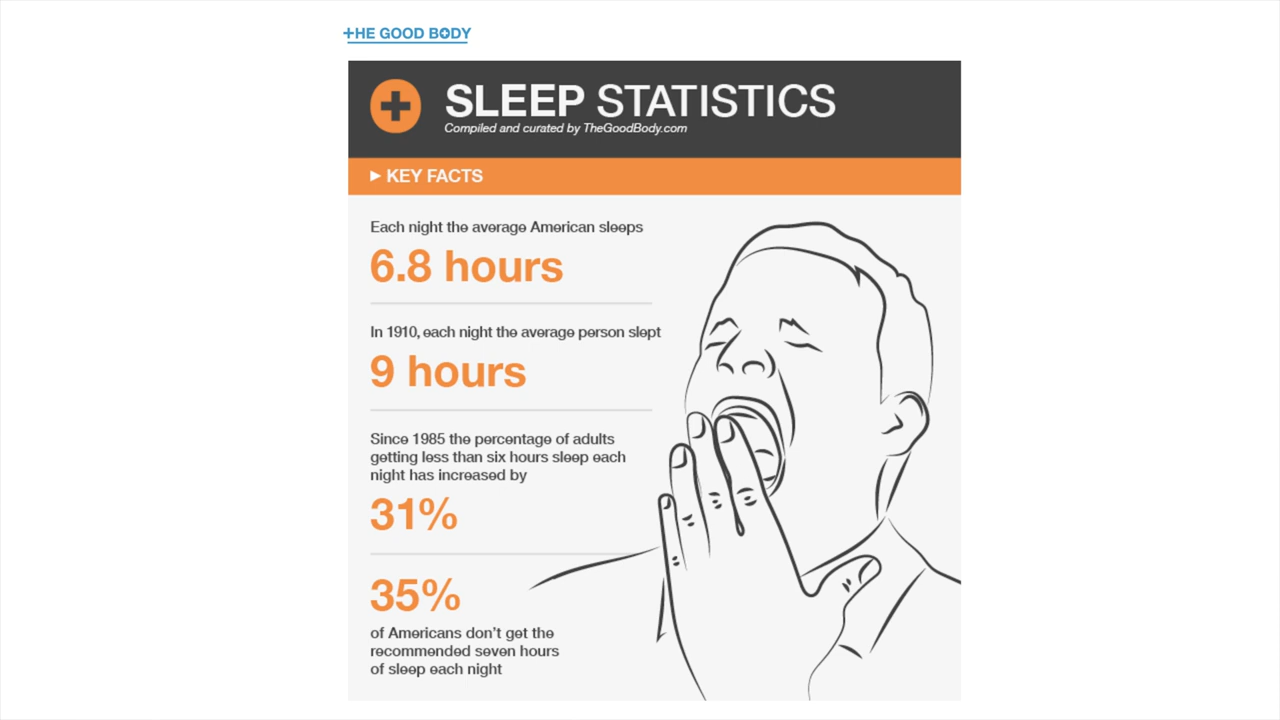 THE GOOD BODY
SLEEP STATISTICS
Compiled and curated by TheGoodBody.com
KEY FACTS
Each night the average American sleeps
6.8 hours
In 1910, each night the average person slept
9 hours
Since 1985 the percentage of adults
getting less than six hours sleep each
night has increased by
31%
35%
of Americans don't get the
recommended seven hours
of sleep each night